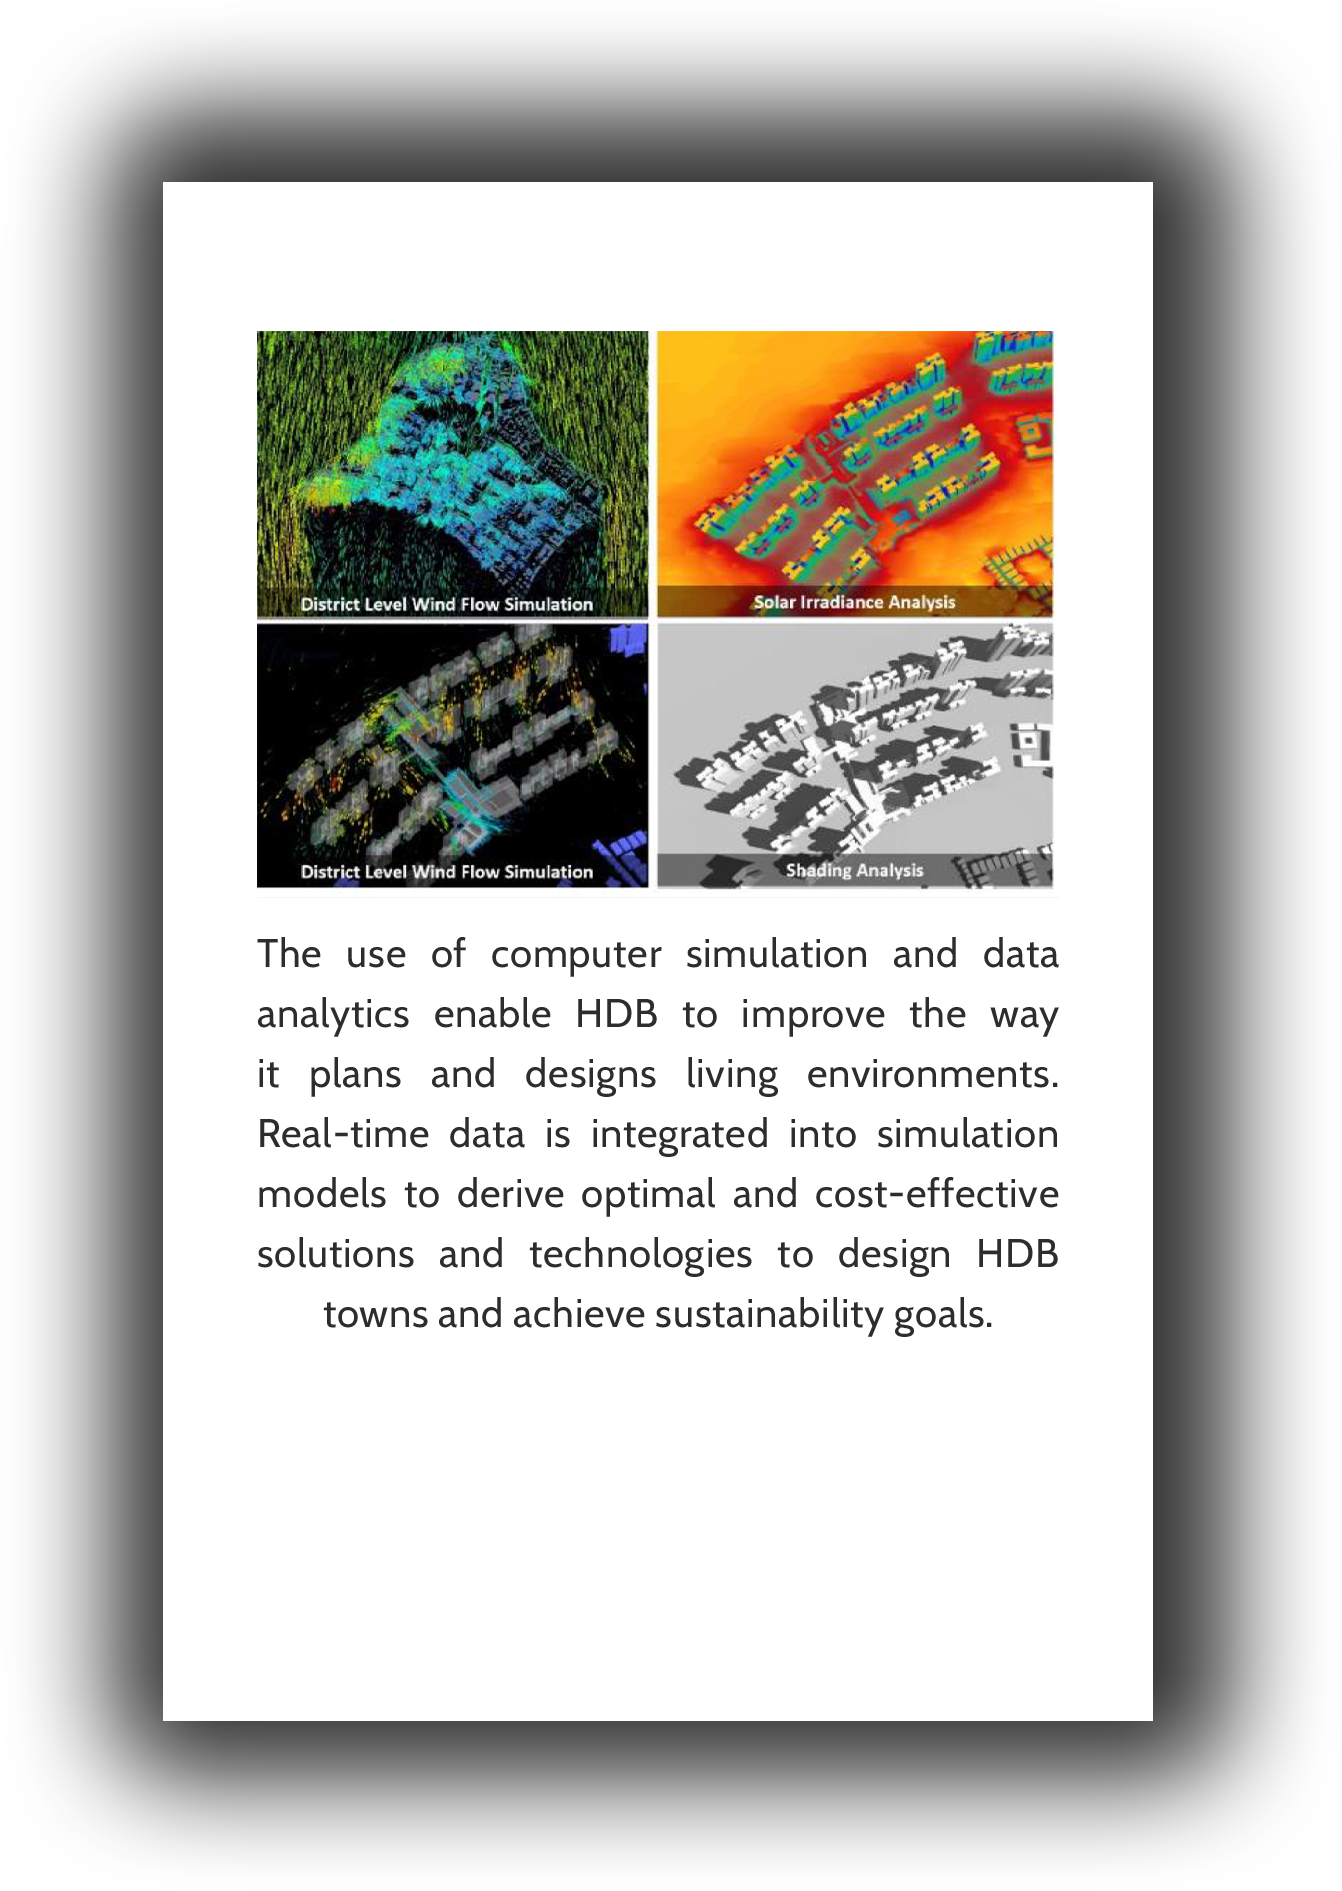 District Level Wind Flow Simulation
Solar Irradiance Analysis
District Level Wind Flow Simulation
Shading Analysis
The use of computer simulation and data
analytics enable HDB to improve the way
it plans and designs living environments.
Real-time data is integrated into simulation
models to derive optimal and cost-effective
solutions and technologies to design HDB
towns and achieve sustainability goals.